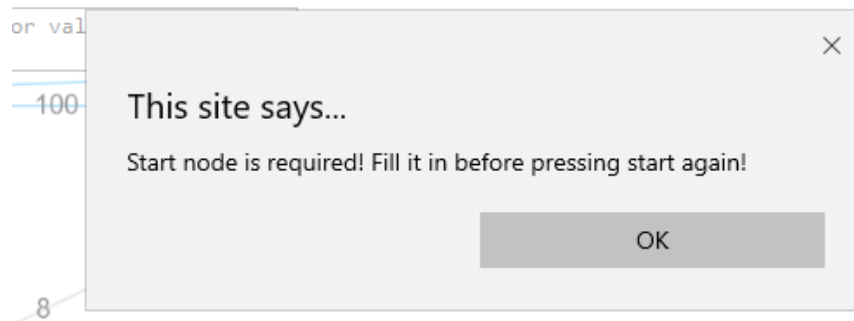 or val
100
This site says...
Start node is required! Fill it in before pressing start again!
OK
8